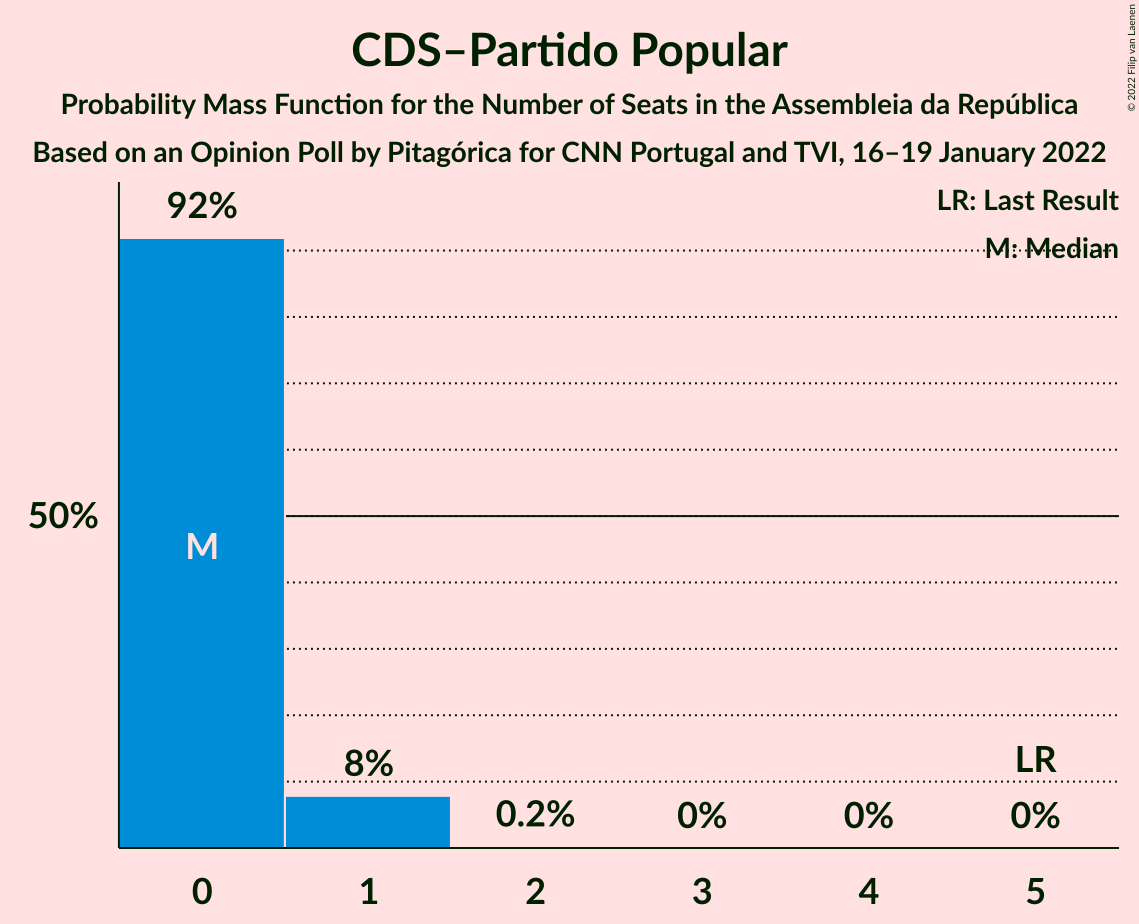 CDS–Partido Popular
Probability Mass Function for the Number of Seats in the Assembleia da República
Based on an Opinion Poll by Pitagórica for CNN Portugal and TVI, 16–19 January 2022
© 2022 Filip van Laenen
LR: Last Result
M: Median
92%
50%
M
8%
0.2%
0%
0%
LR
0%
0 1 2 3 4 5